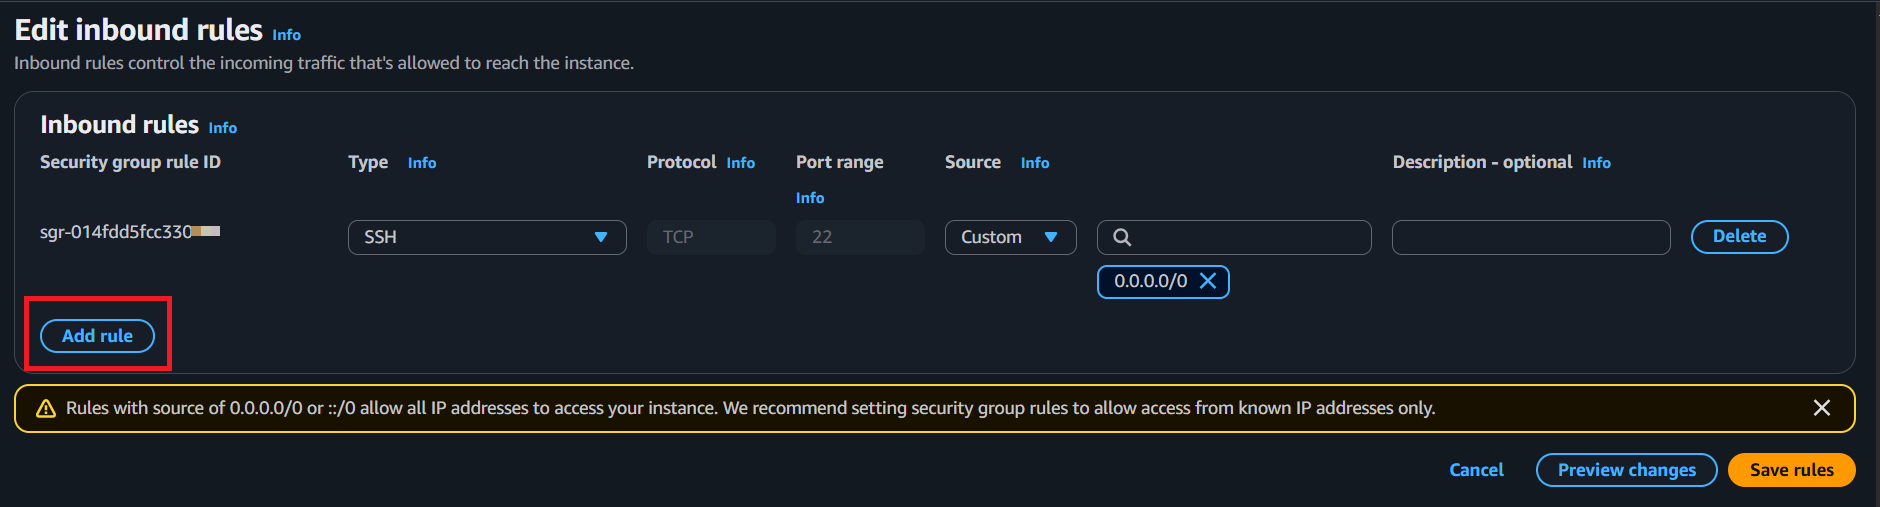 Edit inbound rules Info
Inbound rules control the incoming traffic that's allowed to reach the instance.
Inbound rules Info
Security group rule ID Type Info Protocol Info Port range Info Source Info Description - optional Info
sgr-014fdd5fcc330 SSH TCP 22 Custom Delete
0.0.0.0/0
Add rule
Rules with source of 0.0.0.0/0 or ::/0 allow all IP addresses to access your instance. We recommend setting security group rules to allow access from known IP addresses only.
Cancel Preview changes Save rules